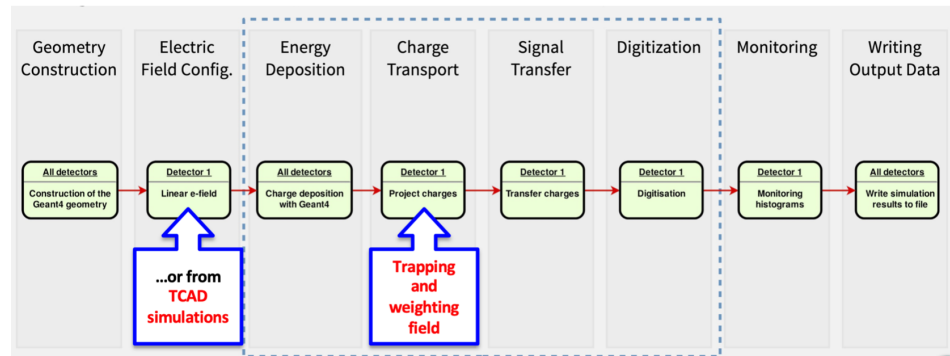 Geometry
Construction
Electric
Field Config.
Energy
Deposition
Charge
Transport
Signal
Transfer
Digitization
Monitoring
Writing
Output Data
All detectors
Construction of the
Geant4 geometry
Detector 1
Linear e-field
All detectors
Charge deposition
with Geant4
Detector 1
Project charges
Detector 1
Transfer charges
Detector 1
Digitisation
Detector 1
Monitoring
histograms
All detectors
Write simulation
results to file
...or from
TCAD
simulations
Trapping
and
weighting
field